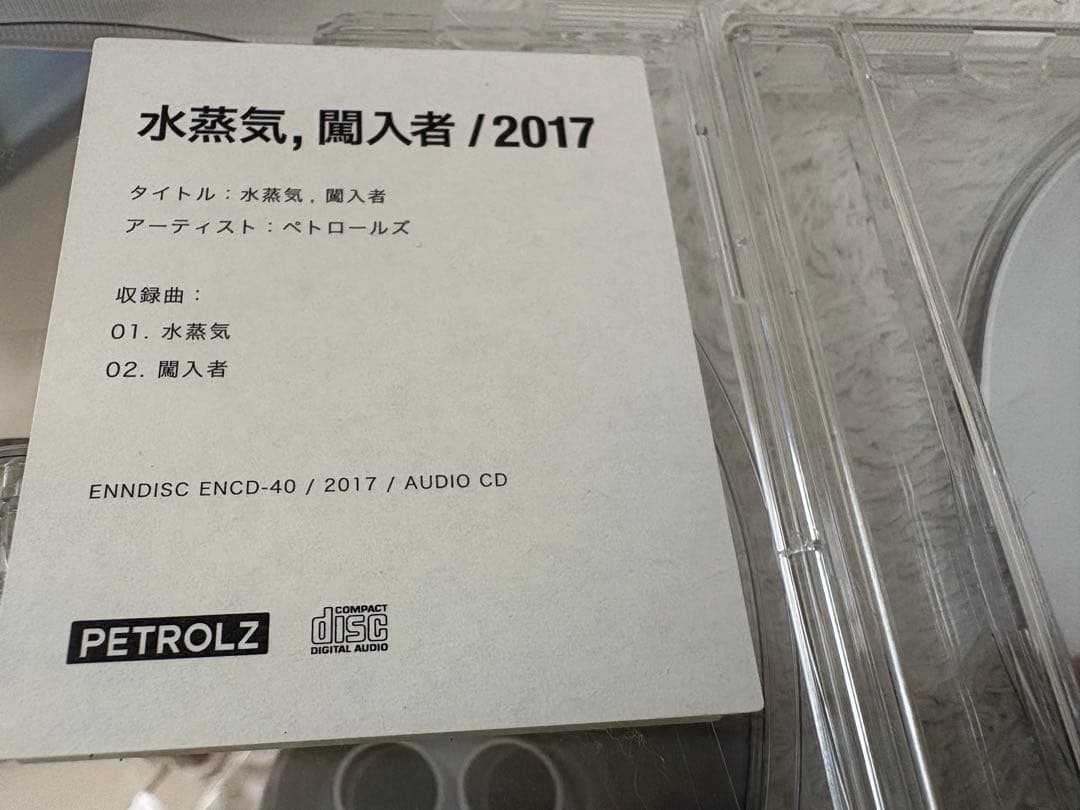 水蒸気, 闖入者 / 2017
タイトル：水蒸気 , 闖入者
アーティスト：ペトロールズ
収録曲：
01. 水蒸気
02. 闖入者
ENNDISC ENCD-40 / 2017 / AUDIO CD
PETROLZ
COMPACT
disc
DIGITAL AUDIO